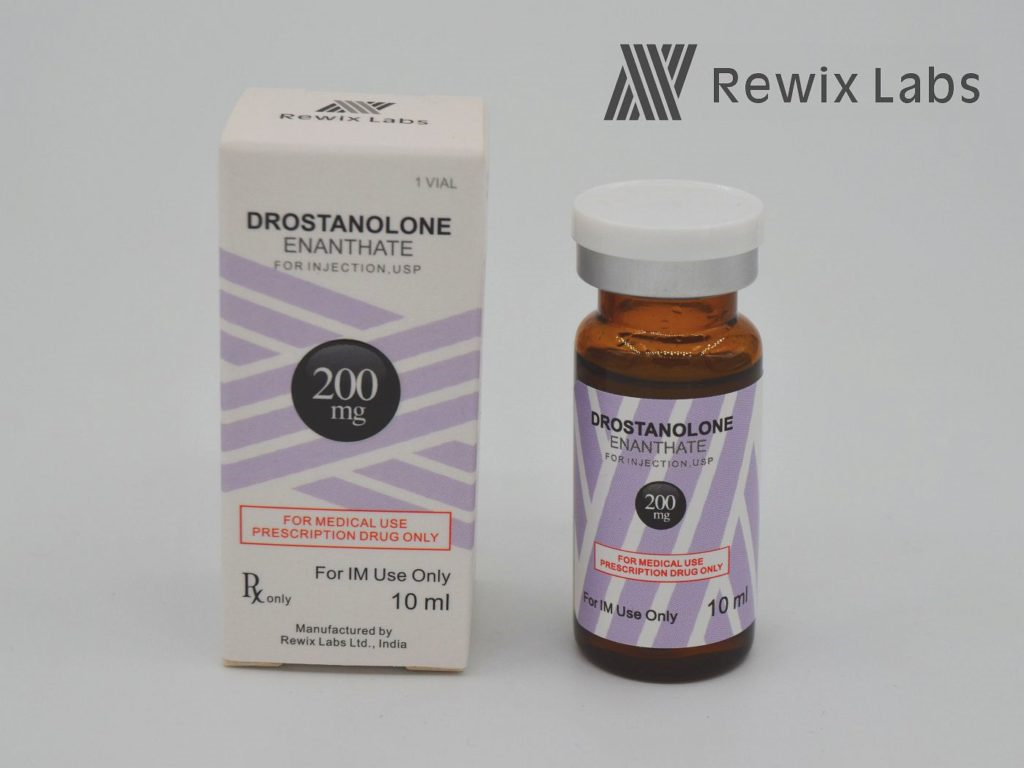 Rewix Labs
Rewix Labs
1 VIAL
DROSTANOLONE
ENANTHATE
FOR INJECTION,USP
200
mg
FOR MEDICAL USE
PRESCRIPTION DRUG ONLY
Rx only
For IM Use Only
10 ml
Manufactured by
Rewix Labs Ltd., India
DROSTANOLONE
ENANTHATE
FOR INJECTION,USP
200
mg
FOR MEDICAL USE
PRESCRIPTION DRUG ONLY
For IM Use Only
10 ml